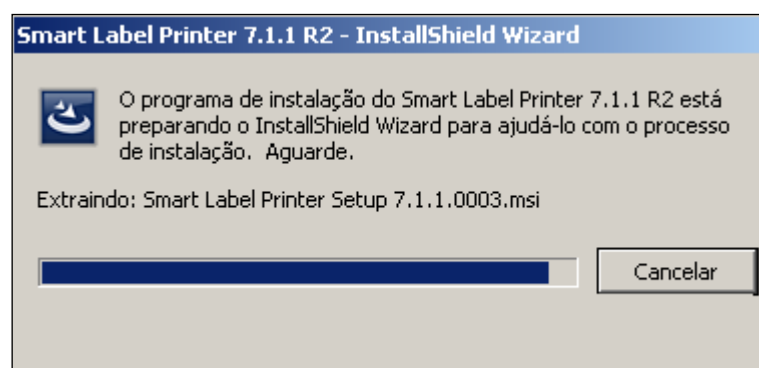 Smart Label Printer 7.1.1 R2 - InstallShield Wizard
O programa de instalação do Smart Label Printer 7.1.1 R2 está
preparando o InstallShield Wizard para ajudá-lo com o processo
de instalação. Aguarde.
Extraindo: Smart Label Printer Setup 7.1.1.0003.msi
Cancelar